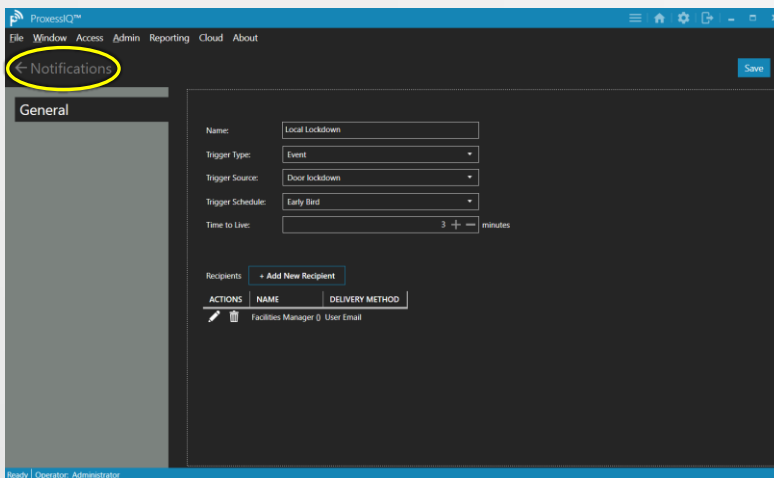 ProxessIQ™
File Window Access Admin Reporting Cloud About
Notifications
Save
General
Name: Local Lockdown
Trigger Type: Event
Trigger Source: Door lockdown
Trigger Schedule: Early Bird
Time to Live: 3 minutes
Recipients + Add New Recipient
ACTIONS NAME DELIVERY METHOD
Facilities Manager () User Email
Ready Operator: Administrator